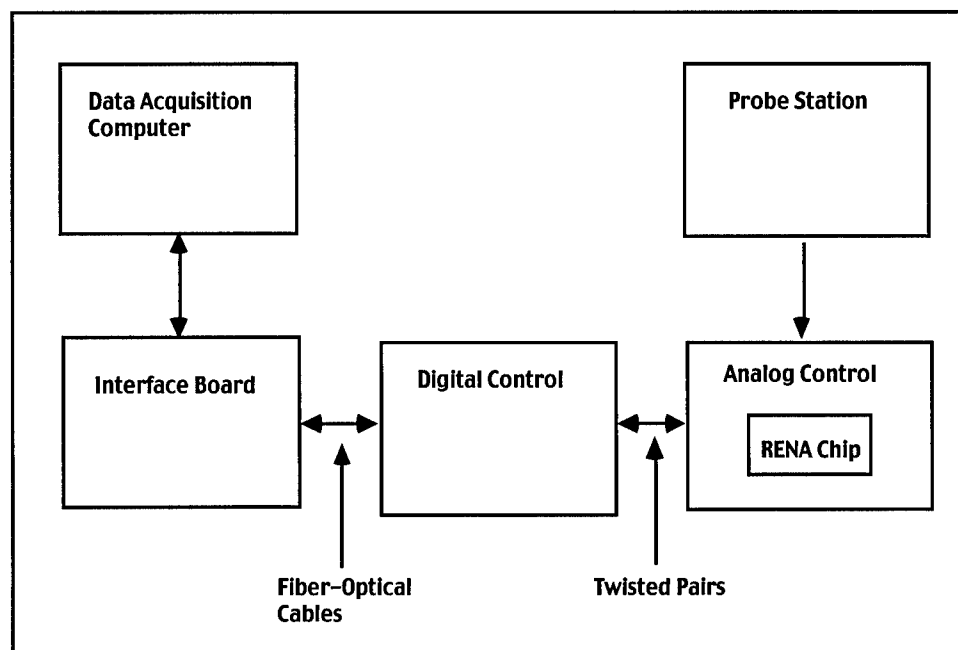 Data Acquisition
Computer
Probe Station
Interface Board
Digital Control
Analog Control
RENA Chip
Fiber-Optical
Cables
Twisted Pairs